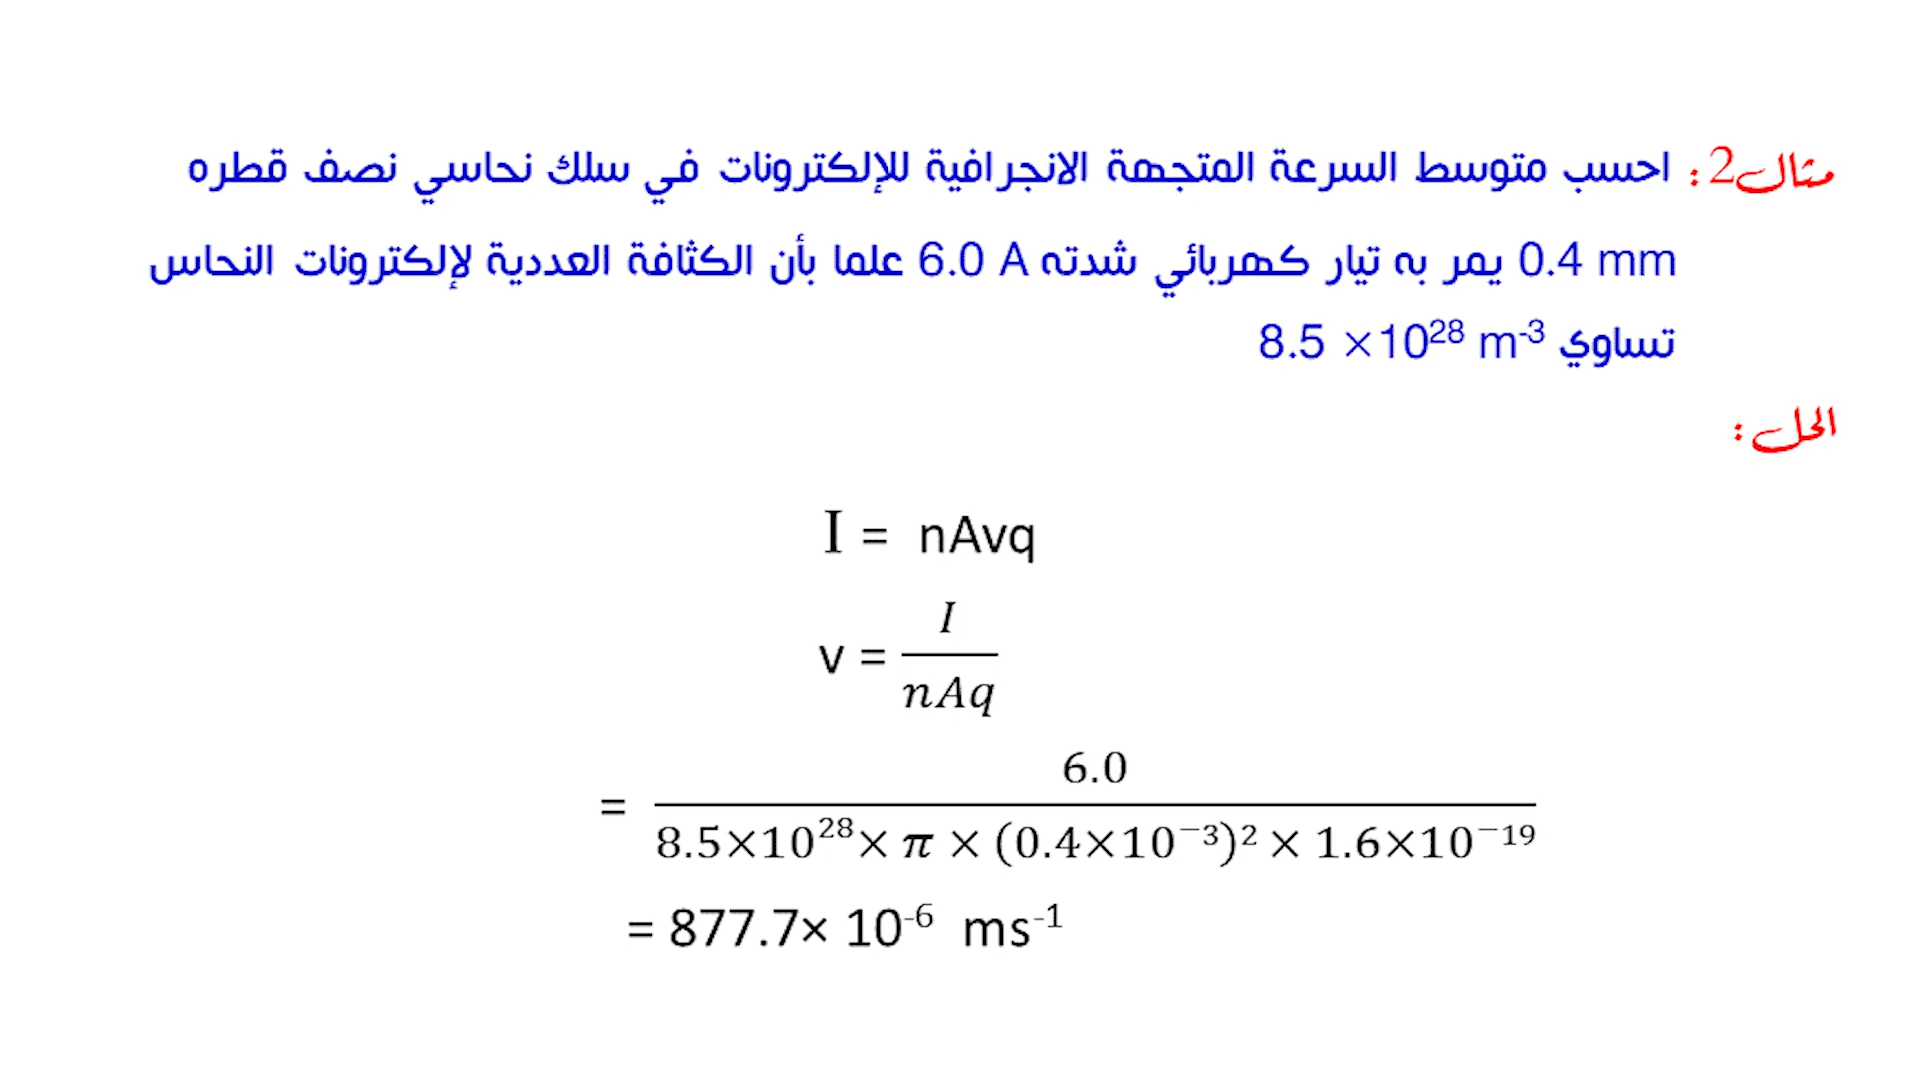 مثال2: احسب متوسط السرعة المتجهة الانجرافية للإلكترونات في سلك نحاسي نصف قطره
0.4 mm يمر به تيار كهربائي شدته 6.0 A علما بأن الكثافة العددية لإلكترونات النحاس
تساوي 8.5 ×10²⁸ m⁻³
الحل:
I = nAvq
v = I / nAq
= 6.0 / 8.5×10²⁸× π × (0.4×10⁻³)² × 1.6×10⁻¹⁹
= 877.7× 10⁻⁶ ms⁻¹